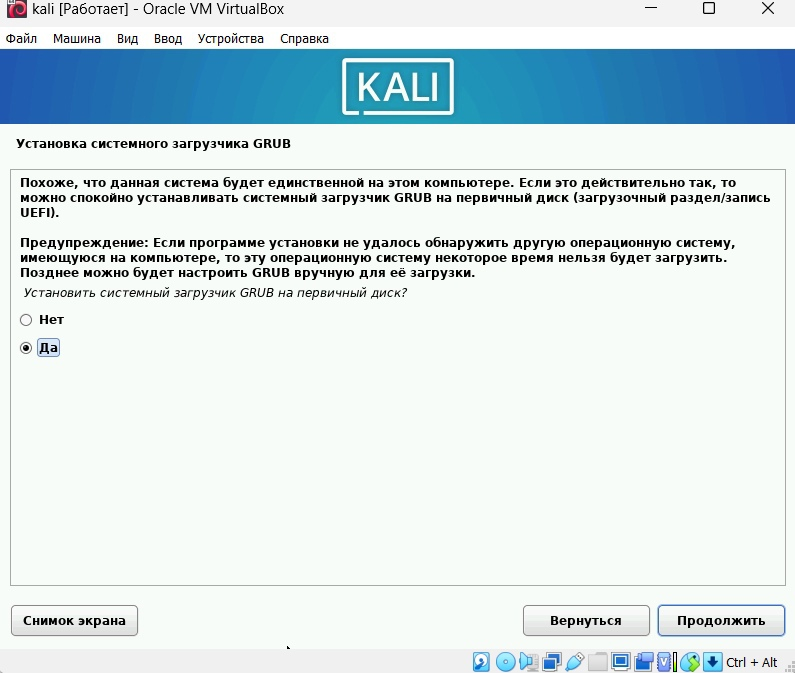 kali [Работает] - Oracle VM VirtualBox
Файл Машина Вид Ввод Устройства Справка
KALI
Установка системного загрузчика GRUB
Похоже, что данная система будет единственной на этом компьютере. Если это действительно так, то
можно спокойно устанавливать системный загрузчик GRUB на первичный диск (загрузочный раздел/запись
UEFI).
Предупреждение: Если программе установки не удалось обнаружить другую операционную систему,
имеющуюся на компьютере, то эту операционную систему некоторое время нельзя будет загрузить.
Позднее можно будет настроить GRUB вручную для её загрузки.
Установить системный загрузчик GRUB на первичный диск?
Нет
Да
Снимок экрана Вернуться Продолжить
Ctrl + Alt